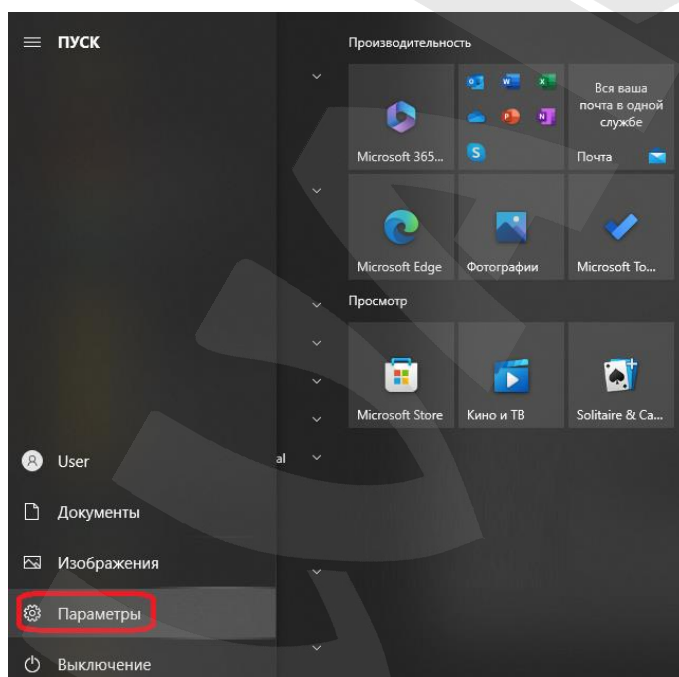 ПУСК
Производительность
Вся ваша
почта в одной
службе
Microsoft 365...
Почта
Microsoft Edge
Фотографии
Microsoft To...
Просмотр
Microsoft Store
Кино и ТВ
Solitaire & Ca...
User
al
Документы
Изображения
Параметры
Выключение